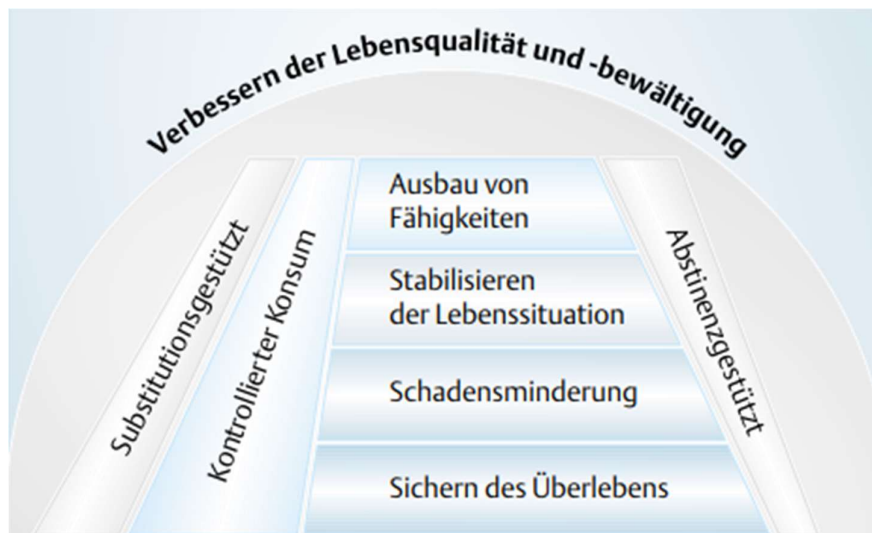 Verbessern der Lebensqualität und -bewältigung
Substitutionsgestützt
Kontrollierter Konsum
Ausbau von
Fähigkeiten
Stabilisieren
der Lebenssituation
Schadensminderung
Sichern des Überlebens
Abstinenzgestützt